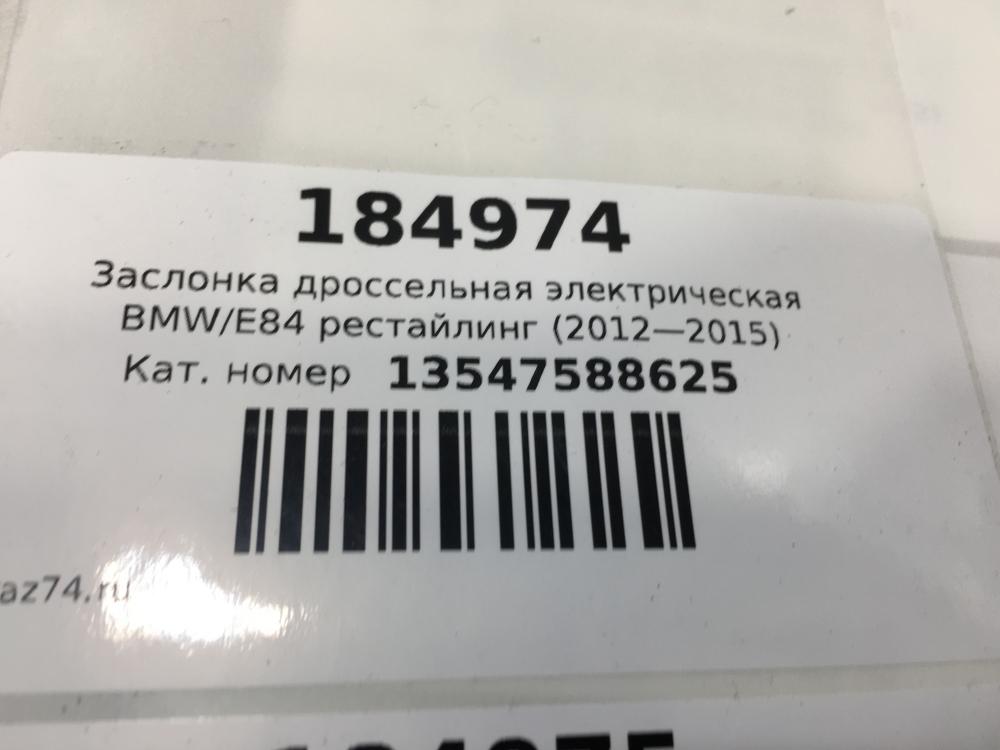 184974
Заслонка дроссельная электрическая
BMW/E84 рестайлинг (2012—2015)
Кат. номер 13547588625
az74.ru